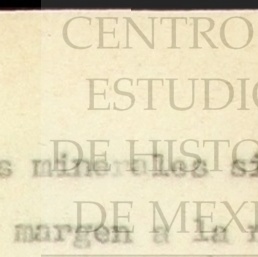 CENTRO
ESTUDIO
DE HISTO
s minerales si
DE MEXI
margen a la